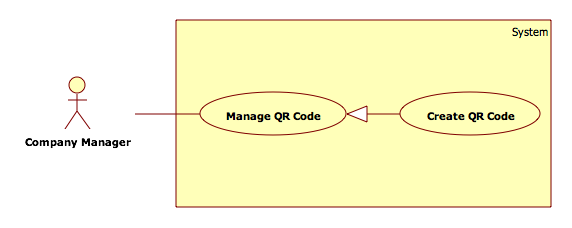 System
Manage QR Code
Create QR Code
Company Manager